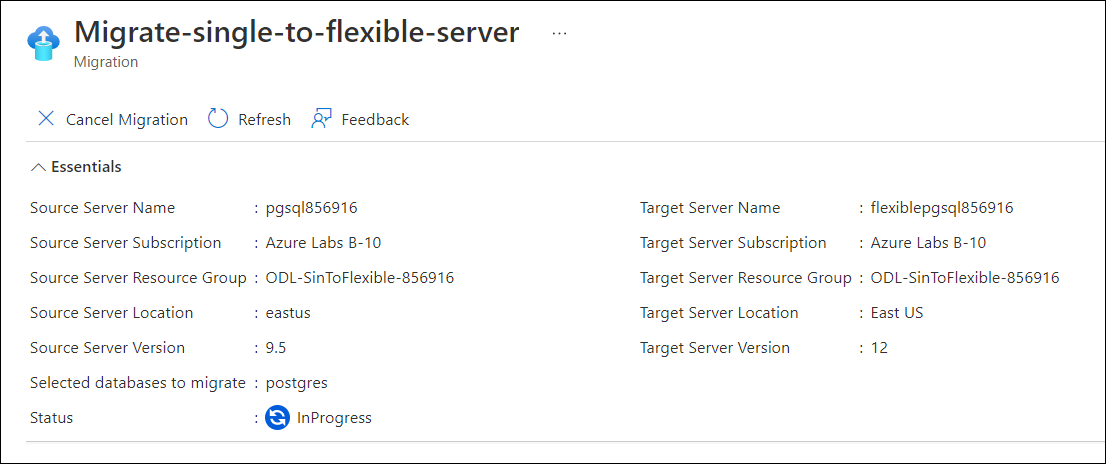 Migrate-single-to-flexible-server ...
Migration
Cancel Migration Refresh Feedback
Essentials
Source Server Name : pgsql856916 Target Server Name : flexiblepgsql856916
Source Server Subscription : Azure Labs B-10 Target Server Subscription : Azure Labs B-10
Source Server Resource Group : ODL-SinToFlexible-856916 Target Server Resource Group : ODL-SinToFlexible-856916
Source Server Location : eastus Target Server Location : East US
Source Server Version : 9.5 Target Server Version : 12
Selected databases to migrate : postgres
Status : InProgress